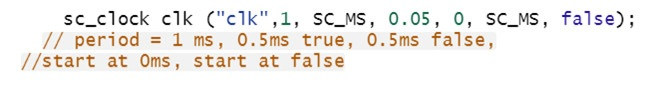 sc_clock clk ("clk",1, SC_MS, 0.05, 0, SC_MS, false);
// period = 1 ms, 0.5ms true, 0.5ms false,
//start at 0ms, start at false